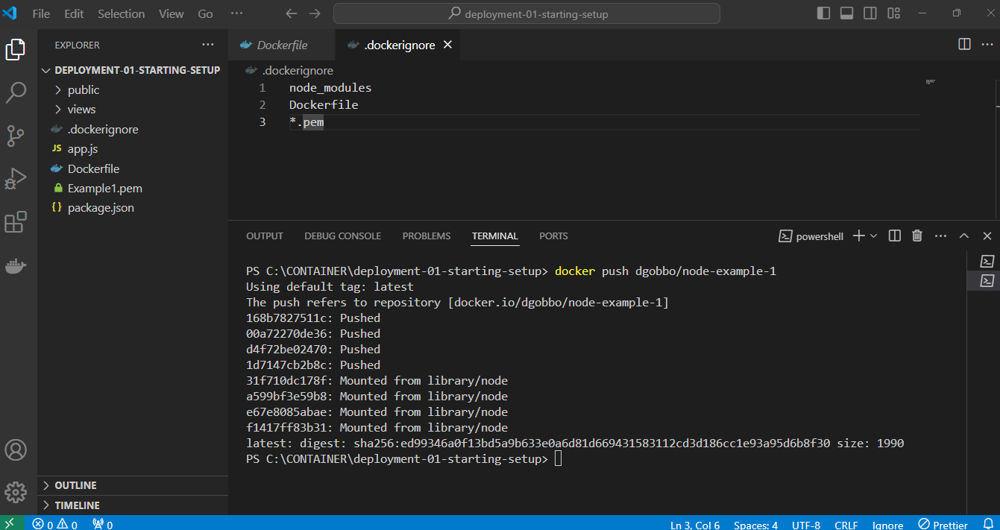 File Edit Selection View Go ··· deployment-01-starting-setup
EXPLORER ···
DEPLOYMENT-01-STARTING-SETUP
public
views
.dockerignore
JS app.js
Dockerfile
Example1.pem
{} package.json
OUTLINE
TIMELINE
Dockerfile .dockerignore
.dockerignore
1 node_modules
2 Dockerfile
3 *.pem
OUTPUT DEBUG CONSOLE PROBLEMS TERMINAL PORTS powershell
PS C:\CONTAINER\deployment-01-starting-setup> docker push dgobbo/node-example-1
Using default tag: latest
The push refers to repository [docker.io/dgobbo/node-example-1]
168b7827511c: Pushed
00a72270de36: Pushed
d4f72be02470: Pushed
1d7147cb2b8c: Pushed
31f710dc178f: Mounted from library/node
a599bf3e59b8: Mounted from library/node
e67e8085abae: Mounted from library/node
f1417ff83b31: Mounted from library/node
latest: digest: sha256:ed99346a0f13bd5a9b633e0a6d81d669431583112cd3d186cc1e93a95d6b8f30 size: 1990
PS C:\CONTAINER\deployment-01-starting-setup>
0 0 0 Ln 3, Col 6 Spaces: 4 UTF-8 CRLF Ignore Prettier